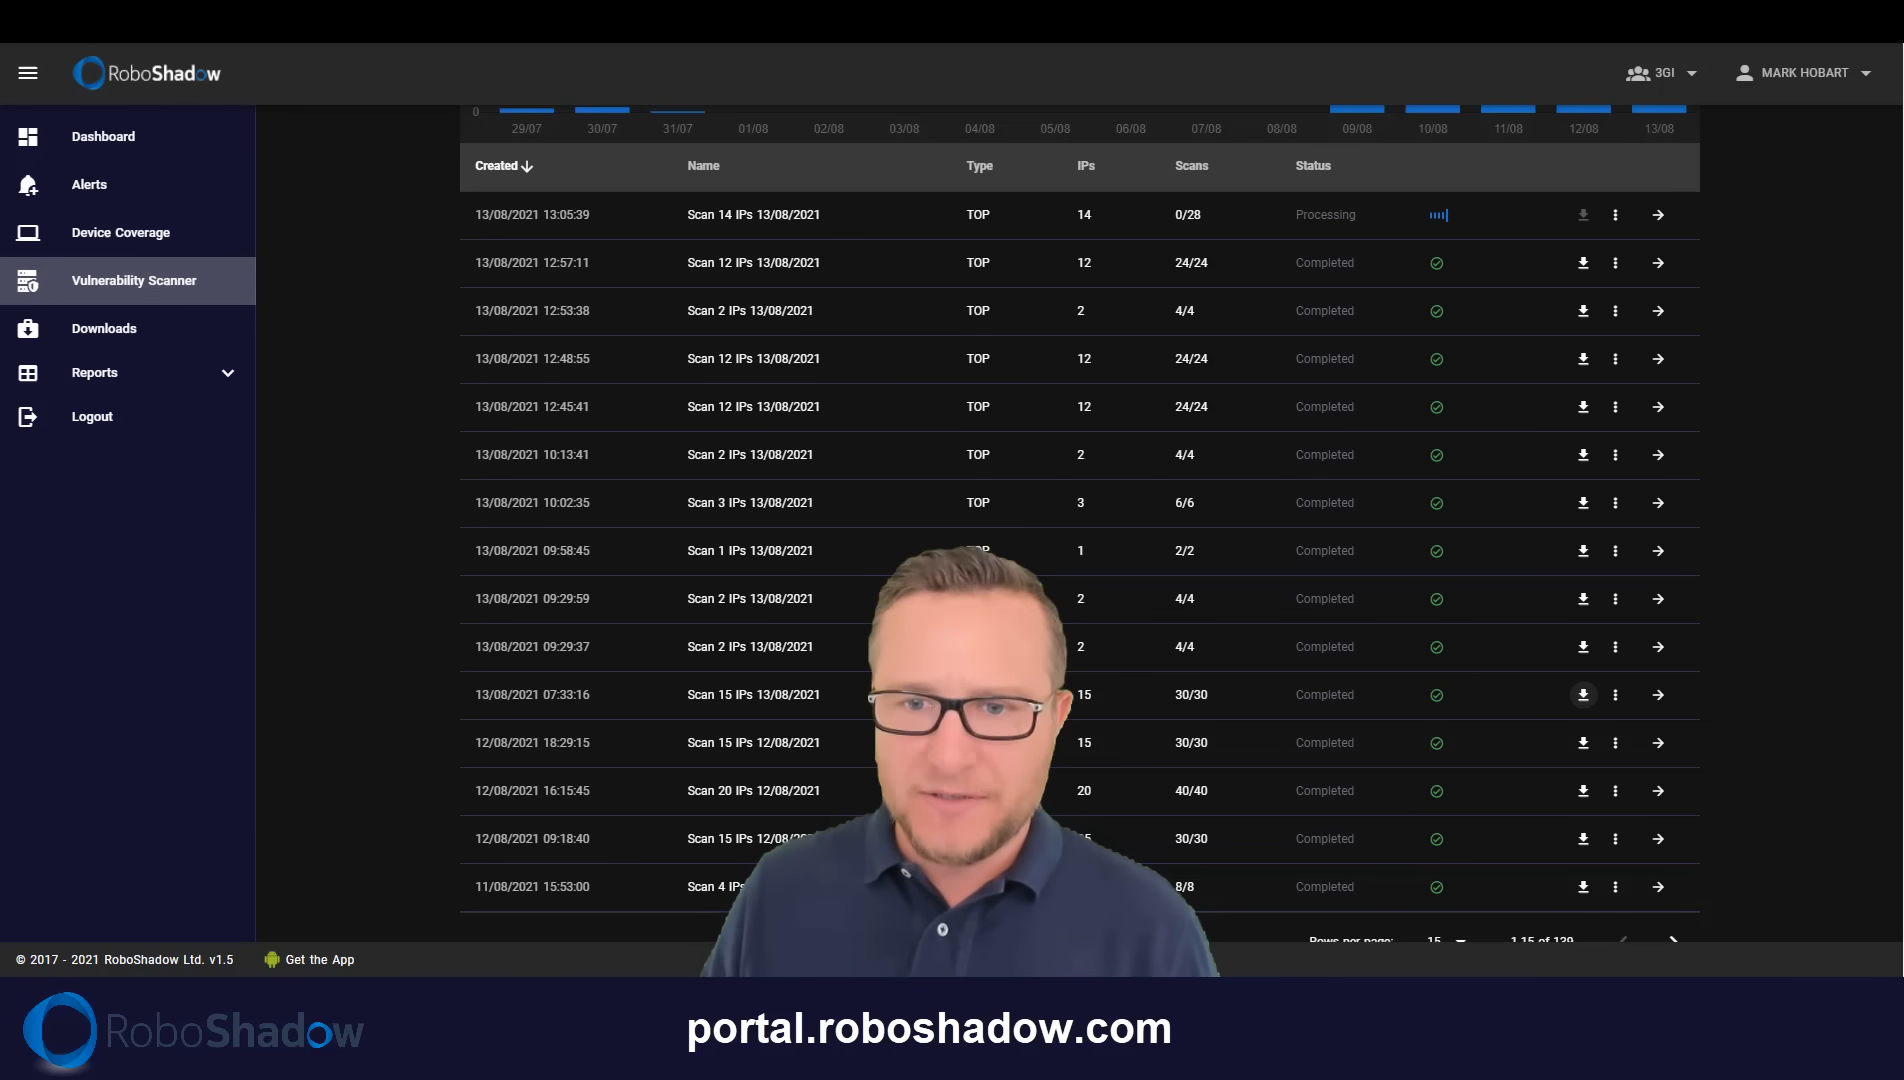 RoboShadow
3GI
MARK HOBART
Dashboard
Alerts
Device Coverage
Vulnerability Scanner
Downloads
Reports
Logout
0
29/07 30/07 31/07 01/08 02/08 03/08 04/08 05/08 06/08 07/08 08/08 09/08 10/08 11/08 12/08 13/08
Created Name Type IPs Scans Status
13/08/2021 13:05:39 Scan 14 IPs 13/08/2021 TOP 14 0/28 Processing
13/08/2021 12:57:11 Scan 12 IPs 13/08/2021 TOP 12 24/24 Completed
13/08/2021 12:53:38 Scan 2 IPs 13/08/2021 TOP 2 4/4 Completed
13/08/2021 12:48:55 Scan 12 IPs 13/08/2021 TOP 12 24/24 Completed
13/08/2021 12:45:41 Scan 12 IPs 13/08/2021 TOP 12 24/24 Completed
13/08/2021 10:13:41 Scan 2 IPs 13/08/2021 TOP 2 4/4 Completed
13/08/2021 10:02:35 Scan 3 IPs 13/08/2021 TOP 3 6/6 Completed
13/08/2021 09:58:45 Scan 1 IPs 13/08/2021 TOP 1 2/2 Completed
13/08/2021 09:29:59 Scan 2 IPs 13/08/2021 2 4/4 Completed
13/08/2021 09:29:37 Scan 2 IPs 13/08/2021 2 4/4 Completed
13/08/2021 07:33:16 Scan 15 IPs 13/08/2021 15 30/30 Completed
12/08/2021 18:29:15 Scan 15 IPs 12/08/2021 15 30/30 Completed
12/08/2021 16:15:45 Scan 20 IPs 12/08/2021 20 40/40 Completed
12/08/2021 09:18:40 Scan 15 IPs 30/30 Completed
11/08/2021 15:53:00 Scan 4 IPs 8/8 Completed
Rows per page: 15 1-15 of 139
© 2017 - 2021 RoboShadow Ltd. v1.5 Get the App
RoboShadow
portal.roboshadow.com